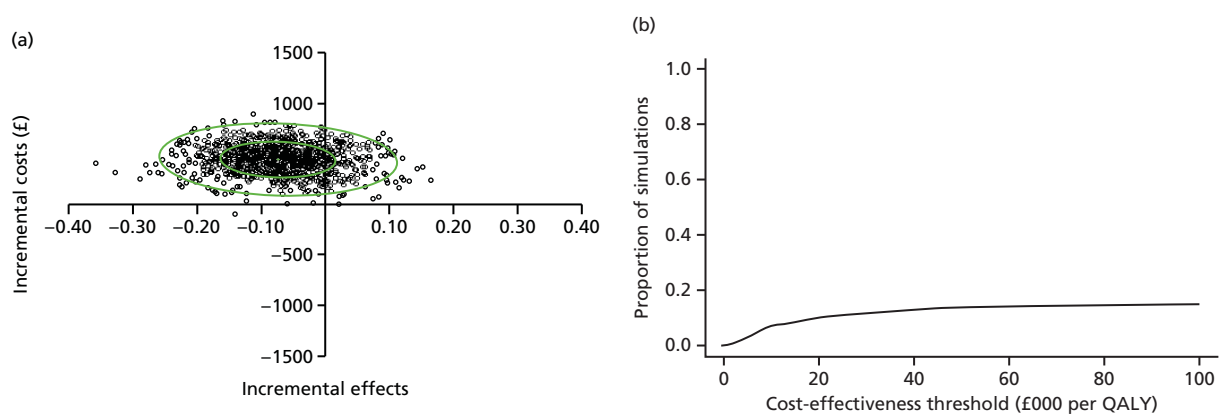 (a)
Incremental costs (£)
1500
1000
−500
−1000
−1500
−0.40 −0.30 −0.20 −0.10 0.10 0.20 0.30 0.40
Incremental effects
(b)
Proportion of simulations
1.0
0.8
0.6
0.4
0.2
0.0
0 20 40 60 80 100
Cost-effectiveness threshold (£000 per QALY)